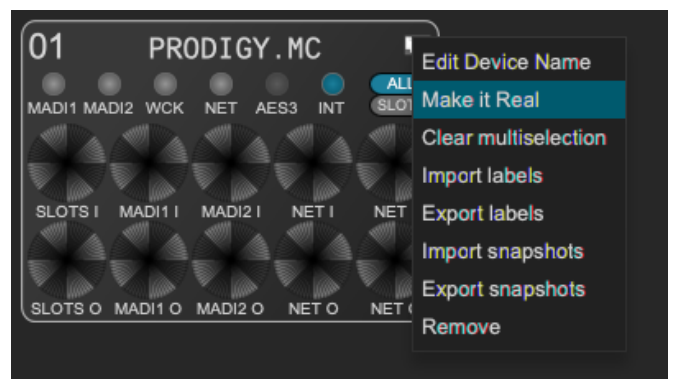 01 PRODIGY.MC
MADI1 MADI2 WCK NET AES3 INT
SLOTS I MADI1 I MADI2 I NET I NET
SLOTS O MADI1 O MADI2 O NET O NET
Edit Device Name
Make it Real
Clear multiselection
Import labels
Export labels
Import snapshots
Export snapshots
Remove